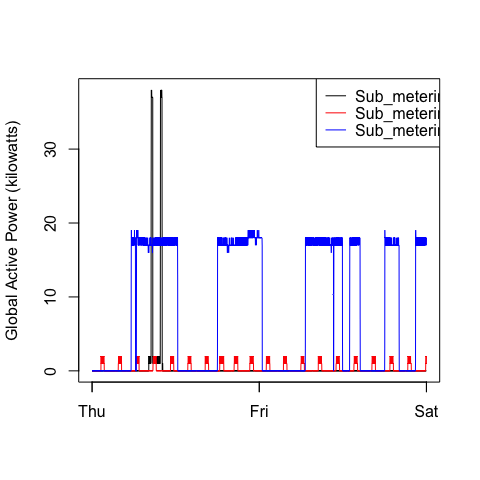 Global Active Power (kilowatts)
0
10
20
30
Thu
Fri
Sat
Sub_meterin
Sub_meterin
Sub_meterin